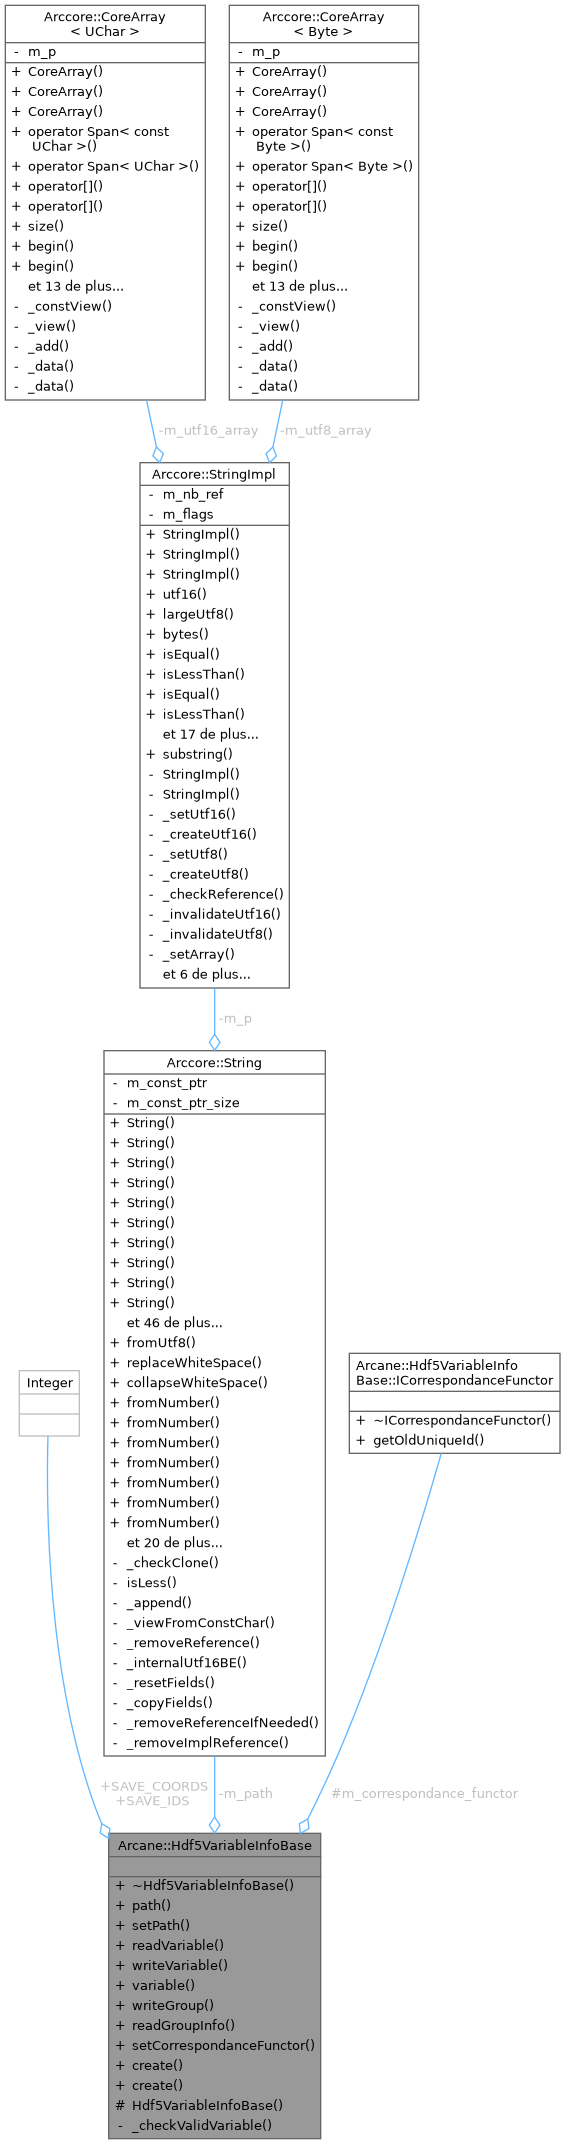 Arccore::CoreArray
< UChar >
- m_p
+ CoreArray()
+ CoreArray()
+ CoreArray()
+ operator Span< const
UChar >()
+ operator Span< UChar >()
+ operator[]()
+ operator[]()
+ size()
+ begin()
+ begin()
et 13 de plus...
- _constView()
- _view()
- _add()
- _data()
- _data()
Arccore::CoreArray
< Byte >
- m_p
+ CoreArray()
+ CoreArray()
+ CoreArray()
+ operator Span< const
Byte >()
+ operator Span< Byte >()
+ operator[]()
+ operator[]()
+ size()
+ begin()
+ begin()
et 13 de plus...
- _constView()
- _view()
- _add()
- _data()
- _data()
-m_utf16_array
-m_utf8_array
Arccore::StringImpl
- m_nb_ref
- m_flags
+ StringImpl()
+ StringImpl()
+ StringImpl()
+ utf16()
+ largeUtf8()
+ bytes()
+ isEqual()
+ isLessThan()
+ isEqual()
+ isLessThan()
et 17 de plus...
+ substring()
- StringImpl()
- StringImpl()
- _setUtf16()
- _createUtf16()
- _setUtf8()
- _createUtf8()
- _checkReference()
- _invalidateUtf16()
- _invalidateUtf8()
- _setArray()
et 6 de plus...
-m_p
Arccore::String
- m_const_ptr
- m_const_ptr_size
+ String()
+ String()
+ String()
+ String()
+ String()
+ String()
+ String()
+ String()
+ String()
+ String()
et 46 de plus...
+ fromUtf8()
+ replaceWhiteSpace()
+ collapseWhiteSpace()
+ fromNumber()
+ fromNumber()
+ fromNumber()
+ fromNumber()
+ fromNumber()
+ fromNumber()
+ fromNumber()
et 20 de plus...
- _checkClone()
- isLess()
- _append()
- _viewFromConstChar()
- _removeReference()
- _internalUtf16BE()
- _resetFields()
- _copyFields()
- _removeReferenceIfNeeded()
- _removeImplReference()
Integer
Arcane::Hdf5VariableInfo
Base::ICorrespondanceFunctor
+ ~ICorrespondanceFunctor()
+ getOldUniqueId()
+SAVE_COORDS
+SAVE_IDS
-m_path
#m_correspondance_functor
Arcane::Hdf5VariableInfoBase
+ ~Hdf5VariableInfoBase()
+ path()
+ setPath()
+ readVariable()
+ writeVariable()
+ variable()
+ writeGroup()
+ readGroupInfo()
+ setCorrespondanceFunctor()
+ create()
+ create()
# Hdf5VariableInfoBase()
- _checkValidVariable()